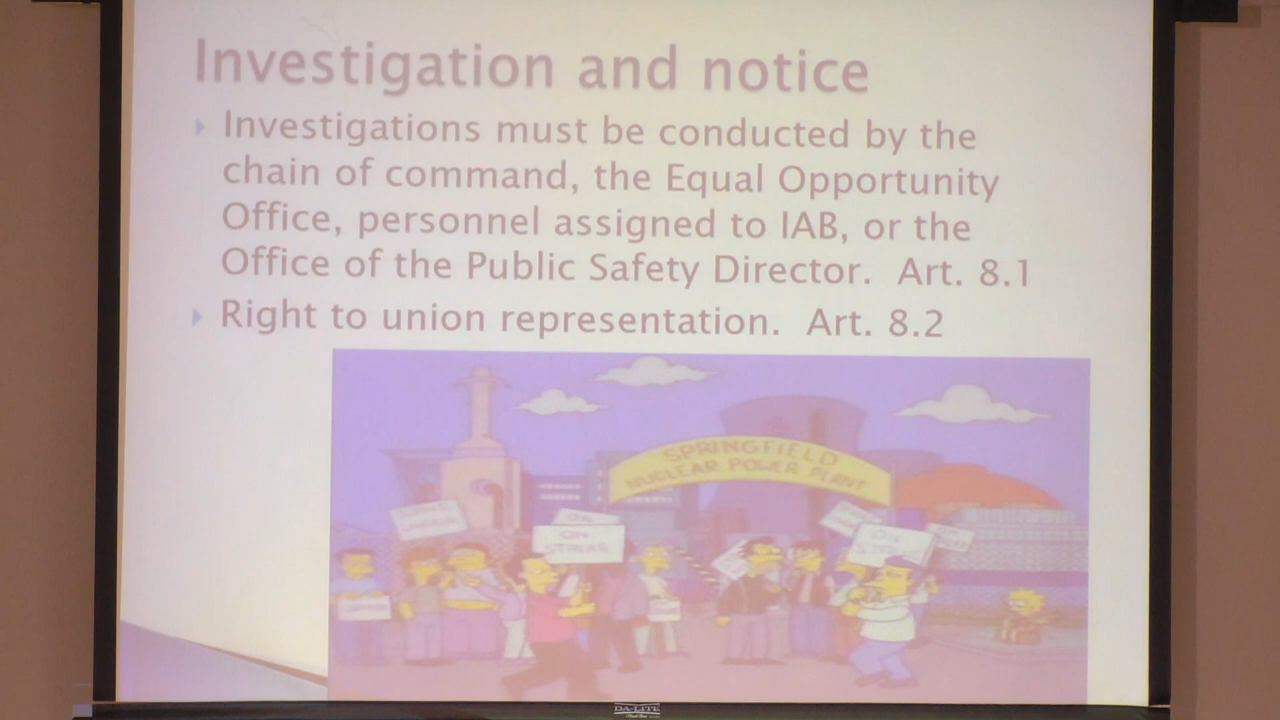 Investigation and notice
Investigations must be conducted by the
chain of command, the Equal Opportunity
Office, personnel assigned to IAB, or the
Office of the Public Safety Director. Art. 8.1
Right to union representation. Art. 8.2
SPRINGFIELD
NUCLEAR POWER PLANT
ON
ON
STRIKE
ON
STRIKE
DA-LITE